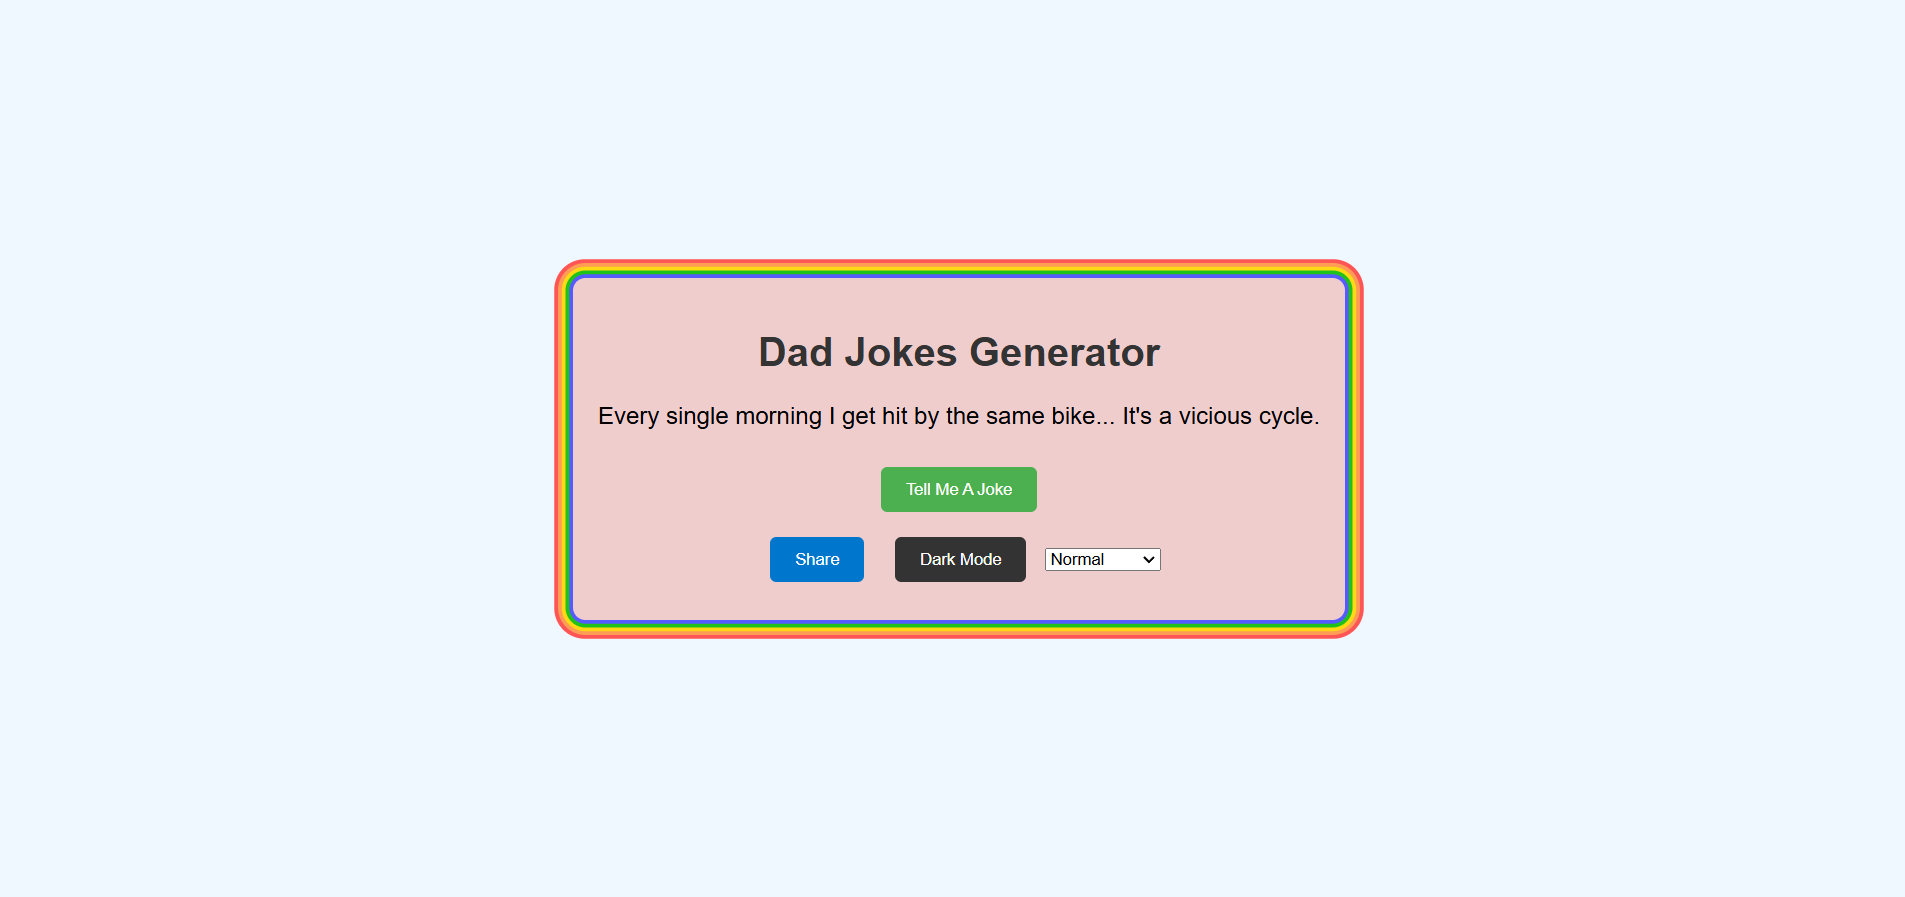 Dad Jokes Generator
Every single morning I get hit by the same bike... It's a vicious cycle.
Tell Me A Joke
Share
Dark Mode
Normal